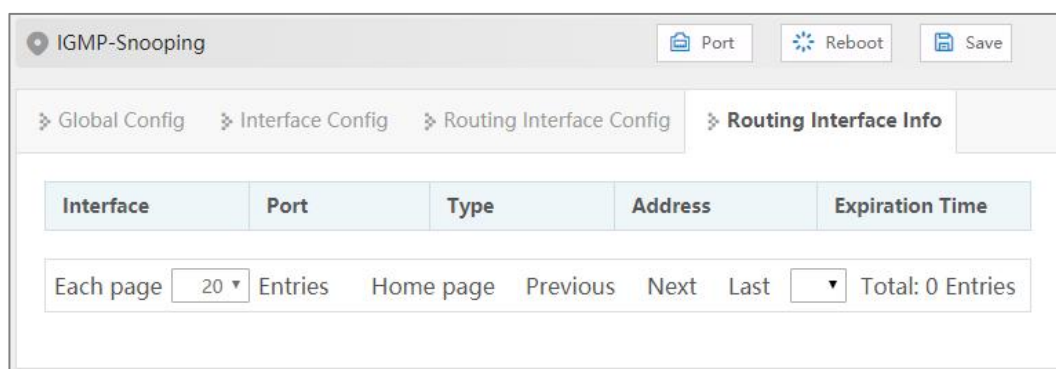 IGMP-Snooping Port Reboot Save
Global Config Interface Config Routing Interface Config Routing Interface Info
Interface Port Type Address Expiration Time
Each page 20 Entries Home page Previous Next Last Total: 0 Entries